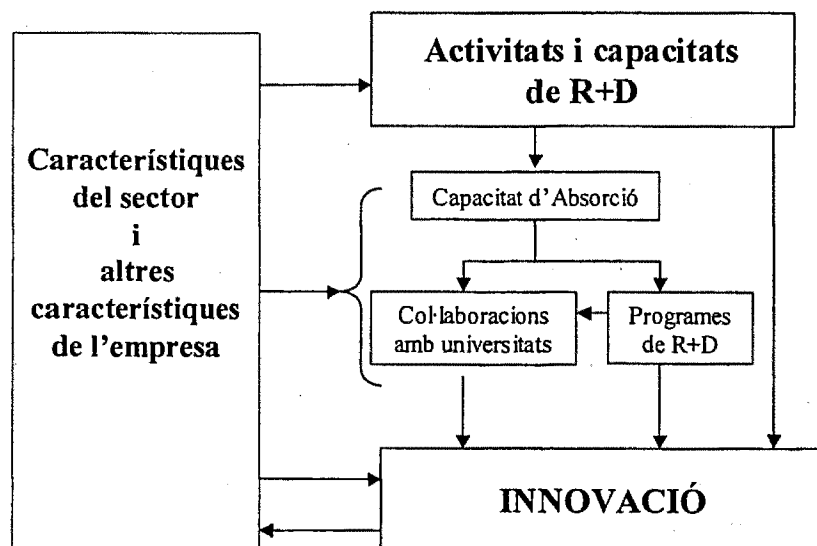 Activitats i capacitats
de R+D
Característiques
del sector
i
altres
característiques
de l'empresa
Capacitat d'Absorció
Col·laboracions
amb universitats
Programes
de R+D
INNOVACIÓ